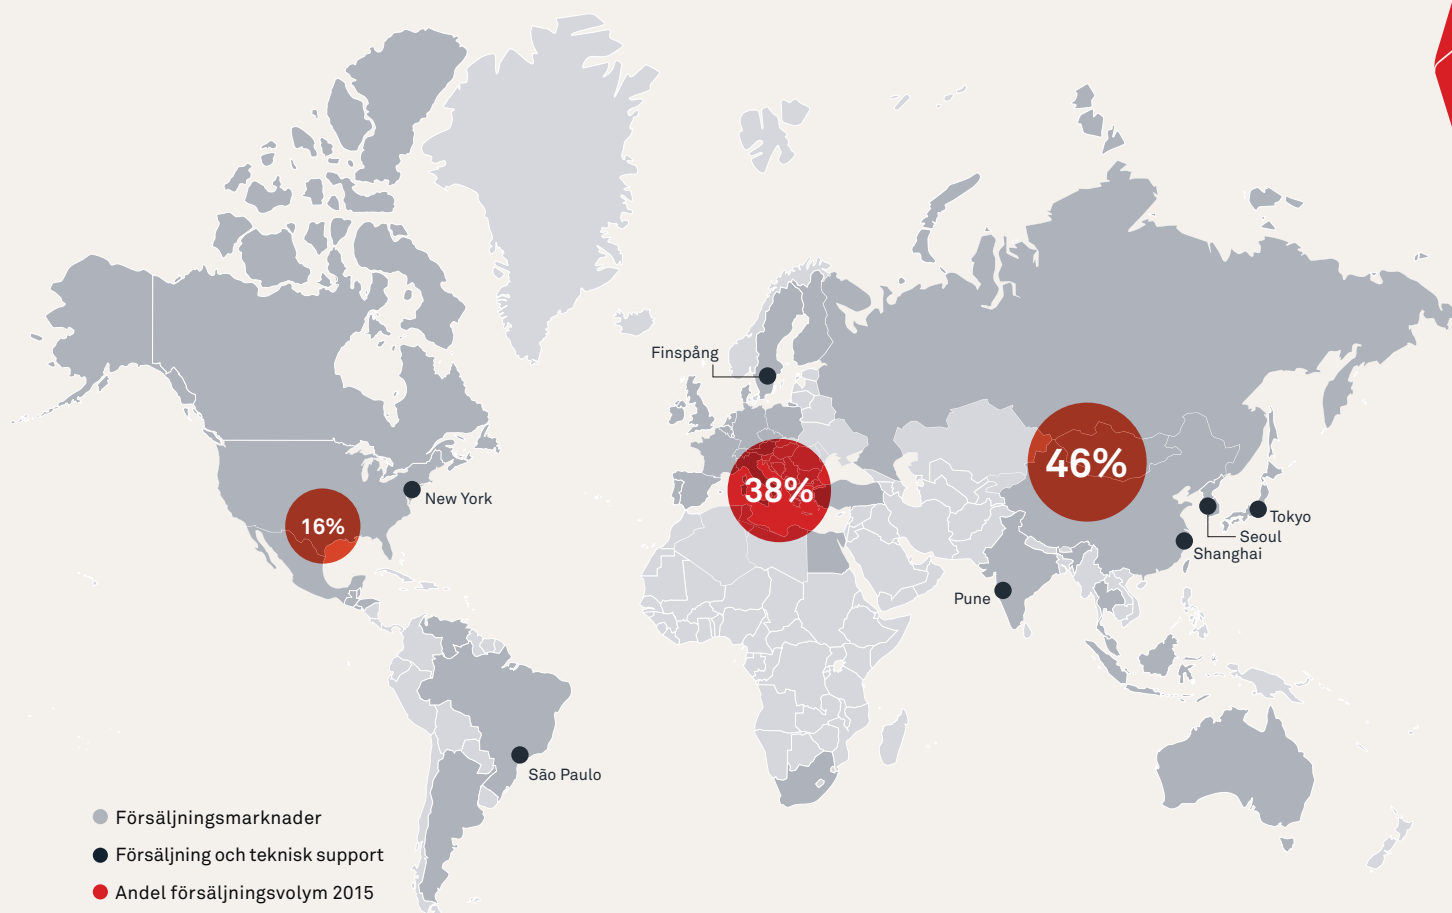 Finspång
46%
38%
New York
16%
Tokyo
Seoul
Shanghai
Pune
São Paulo
Försäljningsmarknader
Försäljning och teknisk support
Andel försäljningsvolym 2015